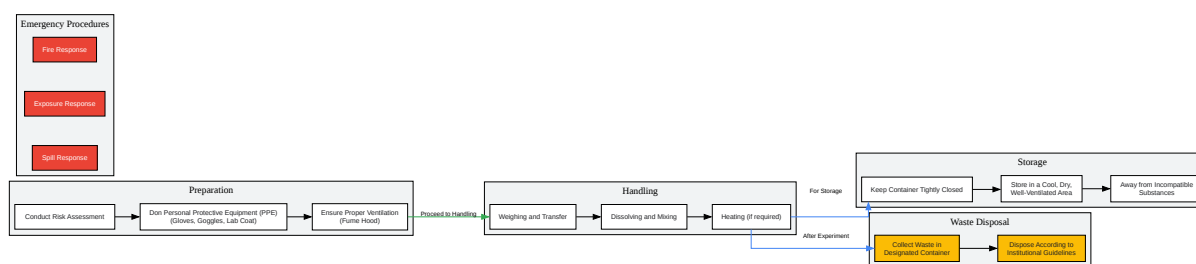 Emergency Procedures
Fire Response
Exposure Response
Spill Response
Preparation
Conduct Risk Assessment
Don Personal Protective Equipment (PPE)
(Gloves, Goggles, Lab Coat)
Ensure Proper Ventilation
(Fume Hood)
Proceed to Handling
Handling
Weighing and Transfer
Dissolving and Mixing
Heating (if required)
For Storage
After Experiment
Storage
Keep Container Tightly Closed
Store in a Cool, Dry,
Well-Ventilated Area
Away from Incompatible
Substances
Waste Disposal
Collect Waste in
Designated Container
Dispose According to
Institutional Guidelines